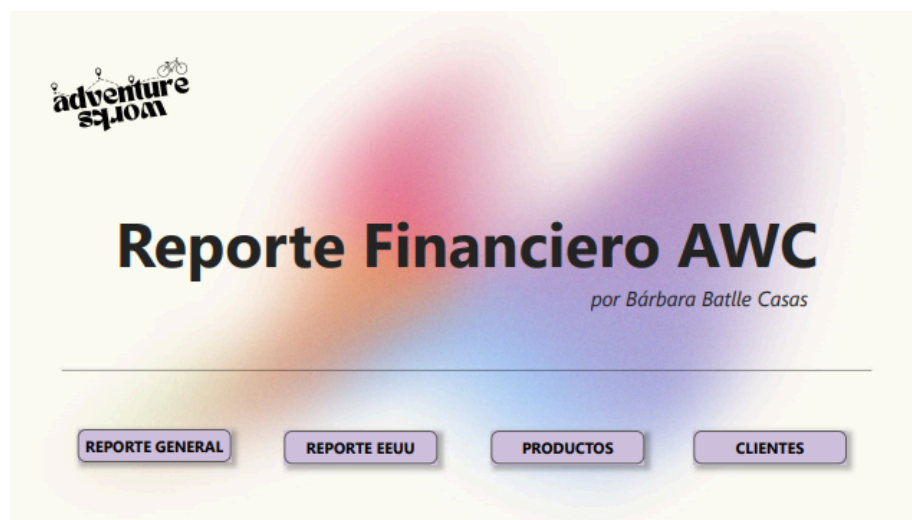 adventure
works
Reporte Financiero AWC
por Bárbara Batlle Casas
REPORTE GENERAL
REPORTE EEUU
PRODUCTOS
CLIENTES